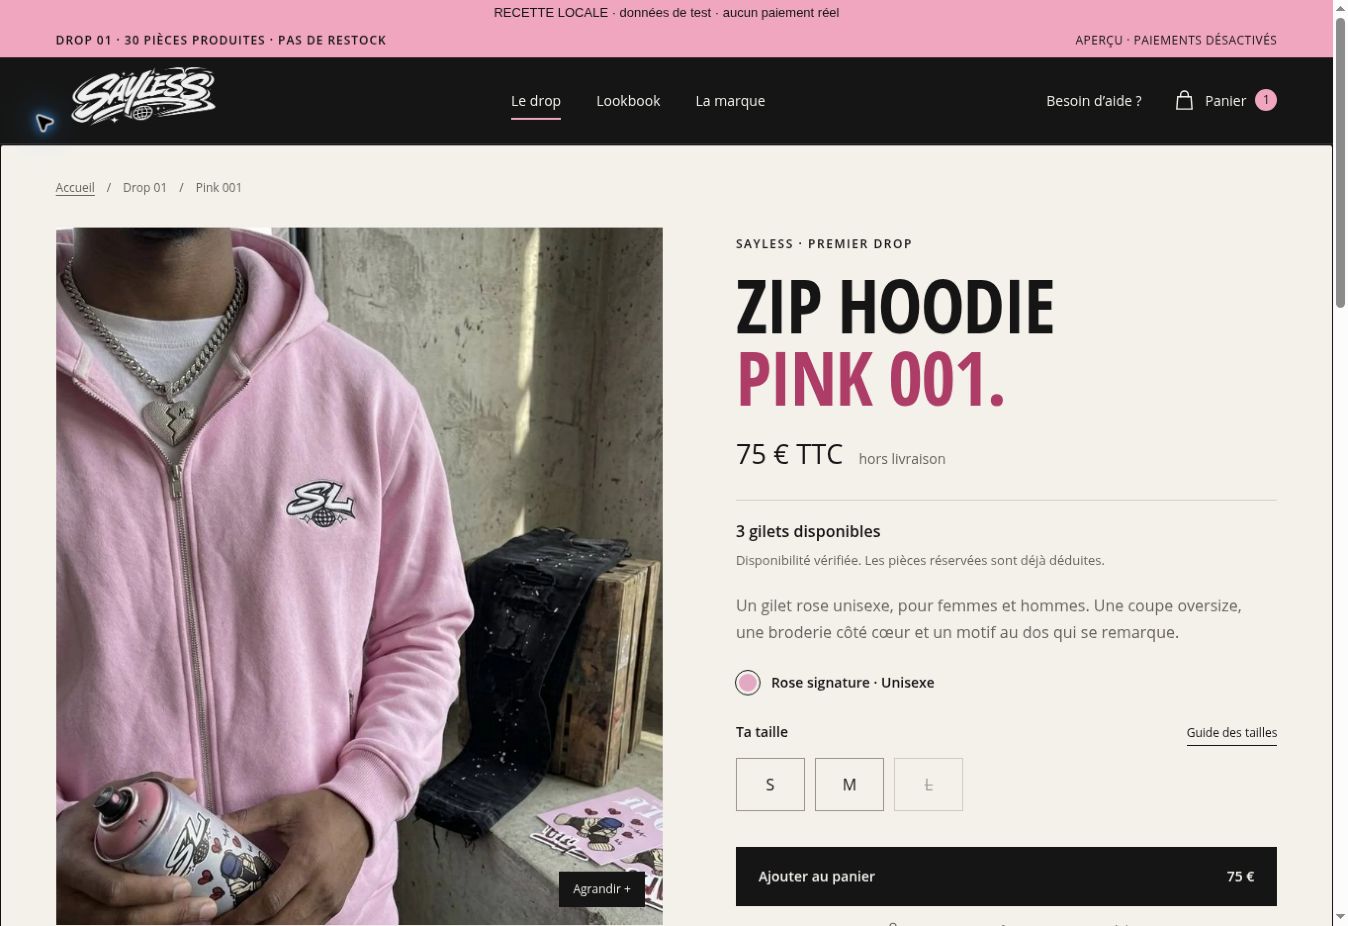 RECETTE LOCALE · données de test · aucun paiement réel
DROP 01 · 30 PIÈCES PRODUITES · PAS DE RESTOCK
APERÇU · PAIEMENTS DÉSACTIVÉS
SAYLESS
Le drop
Lookbook
La marque
Besoin d’aide ?
Panier
1
Accueil / Drop 01 / Pink 001
SL
SL
Agrandir +
SAYLESS · PREMIER DROP
ZIP HOODIE
PINK 001.
75 € TTC hors livraison
3 gilets disponibles
Disponibilité vérifiée. Les pièces réservées sont déjà déduites.
Un gilet rose unisexe, pour femmes et hommes. Une coupe oversize,
une broderie côté cœur et un motif au dos qui se remarque.
Rose signature · Unisexe
Ta taille
Guide des tailles
S
M
L
Ajouter au panier
75 €